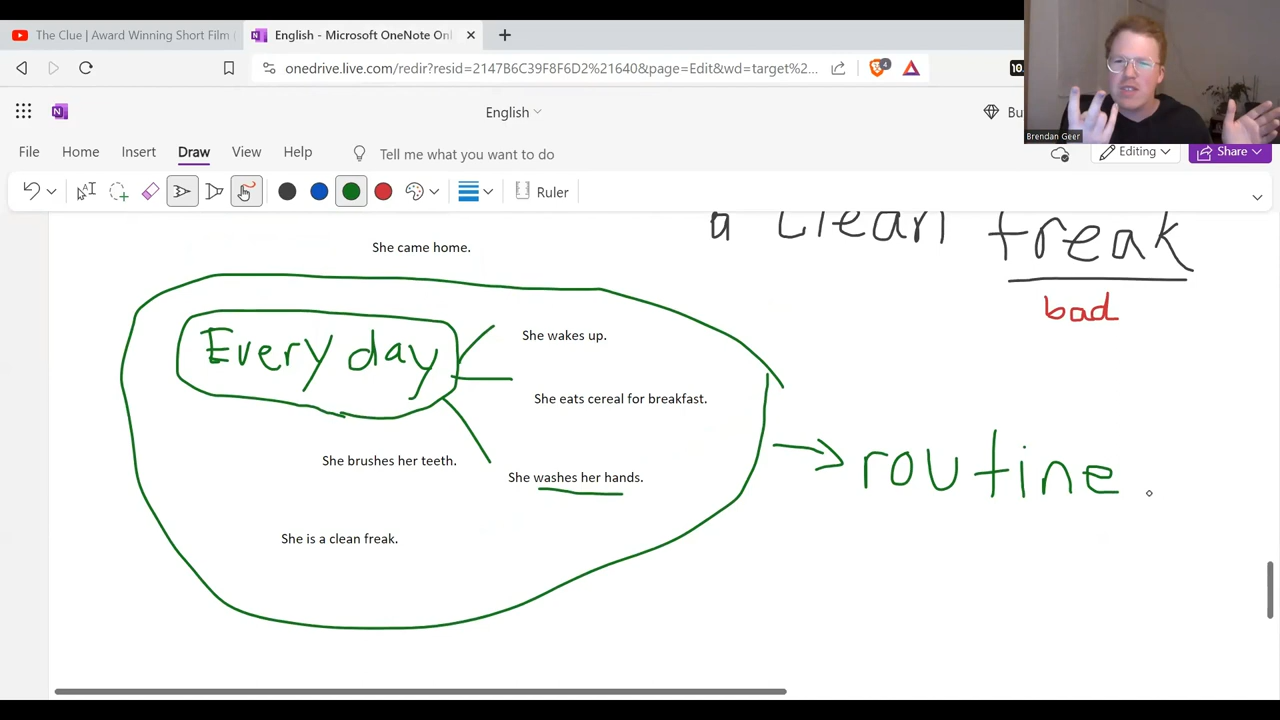 The Clue | Award Winning Short Film
English - Microsoft OneNote Onl
onedrive.live.com/redir?resid=2147B6C39F8F6D2%21640&page=Edit&wd=target%2...
4
10
English
Bu
Brendan Geer
File Home Insert Draw View Help Tell me what you want to do
Editing Share
Ruler
a clean freak
She came home.
bad
Every day
She wakes up.
She eats cereal for breakfast.
She brushes her teeth.
She washes her hands.
routine
She is a clean freak.